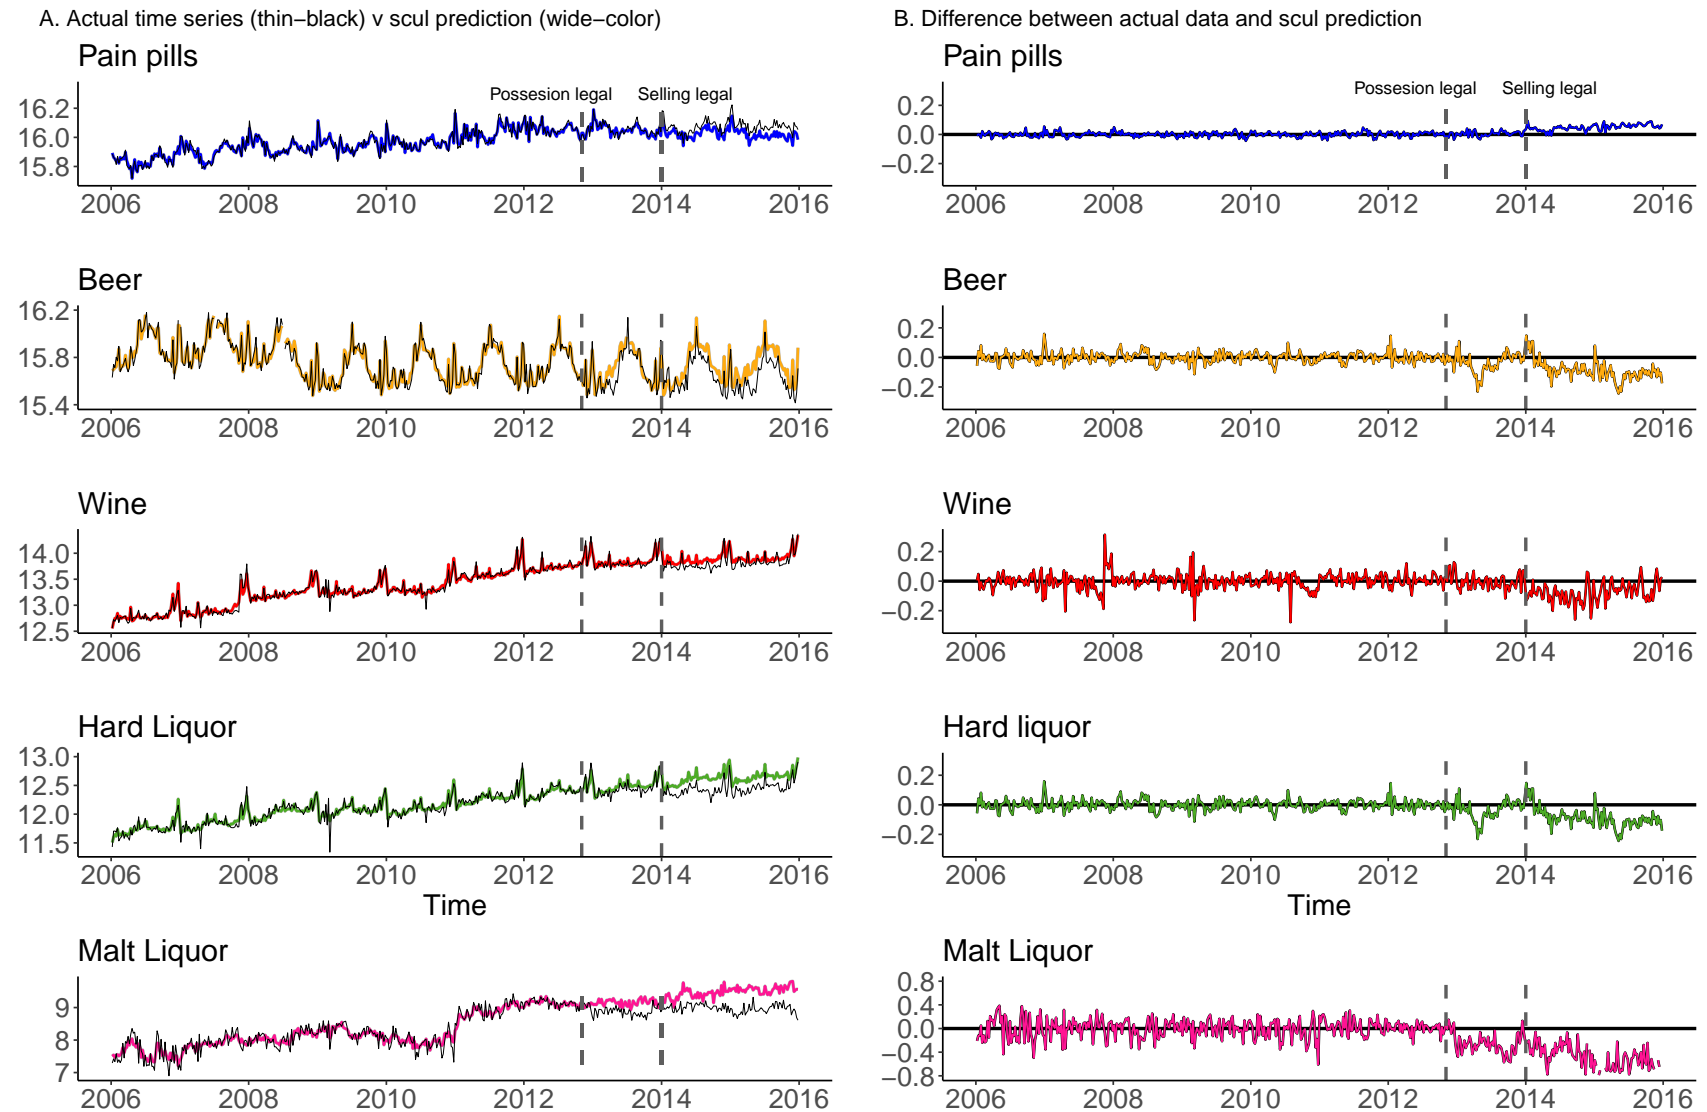 A. Actual time series (thin−black) v scul prediction (wide−color)
B. Difference between actual data and scul prediction
Pain pills
Possesion legal
Selling legal
16.2
16.0
15.8
2006 2008 2010 2012 2014 2016
Pain pills
Possesion legal
Selling legal
0.2
0.0
−0.2
2006 2008 2010 2012 2014 2016
Beer
16.2
15.8
15.4
2006 2008 2010 2012 2014 2016
Beer
0.2
0.0
−0.2
2006 2008 2010 2012 2014 2016
Wine
14.0
13.5
13.0
12.5
2006 2008 2010 2012 2014 2016
Wine
0.2
0.0
−0.2
2006 2008 2010 2012 2014 2016
Hard Liquor
13.0
12.5
12.0
11.5
2006 2008 2010 2012 2014 2016
Time
Hard liquor
0.2
0.0
−0.2
2006 2008 2010 2012 2014 2016
Time
Malt Liquor
9
8
7
2006 2008 2010 2012 2014 2016
Malt Liquor
0.8
0.4
0.0
−0.4
−0.8
2006 2008 2010 2012 2014 2016